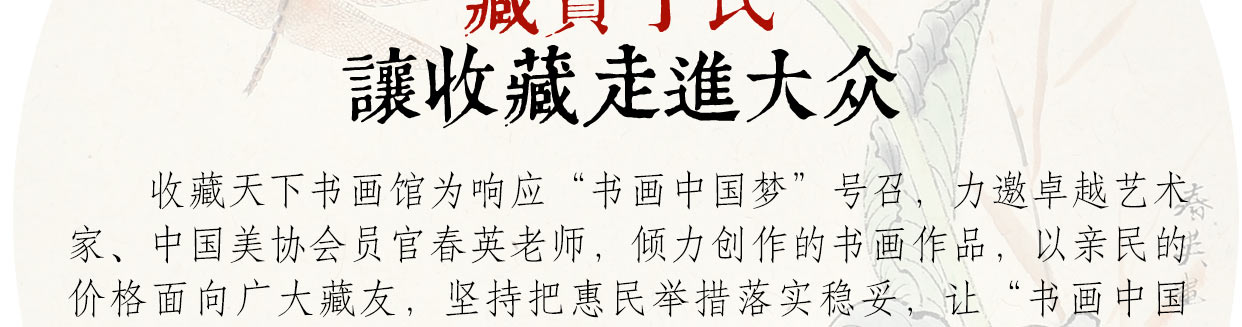 藏寶于民
讓收藏走進大众
收藏天下书画馆为响应“书画中国梦”号召，力邀卓越艺术
家、中国美协会员官春英老师，倾力创作的书画作品，以亲民的
价格面向广大藏友，坚持把惠民举措落实稳妥，让“书画中国